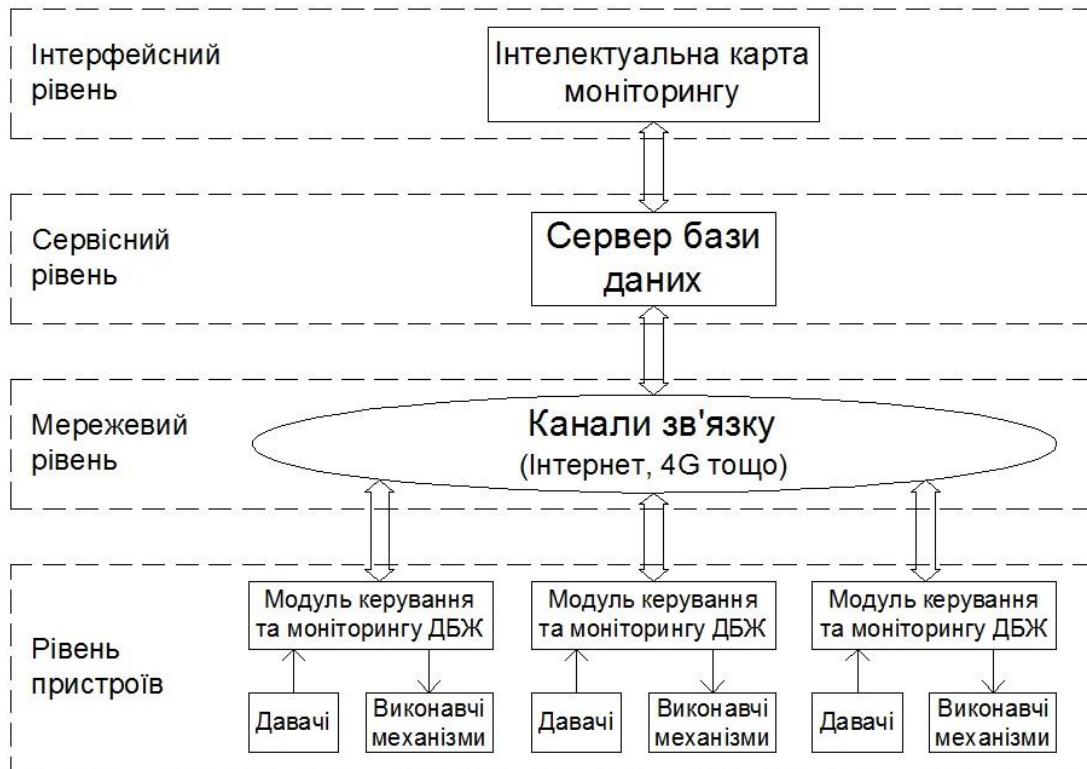 Інтерфейсний
рівень
Інтелектуальна карта
моніторингу
Сервісний
рівень
Сервер бази
даних
Мережевий
рівень
Канали зв'язку
(Інтернет, 4G тощо)
Рівень
пристроїв
Модуль керування
та моніторингу ДБЖ
Модуль керування
та моніторингу ДБЖ
Модуль керування
та моніторингу ДБЖ
Давачі
Виконавчі
механізми
Давачі
Виконавчі
механізми
Давачі
Виконавчі
механізми